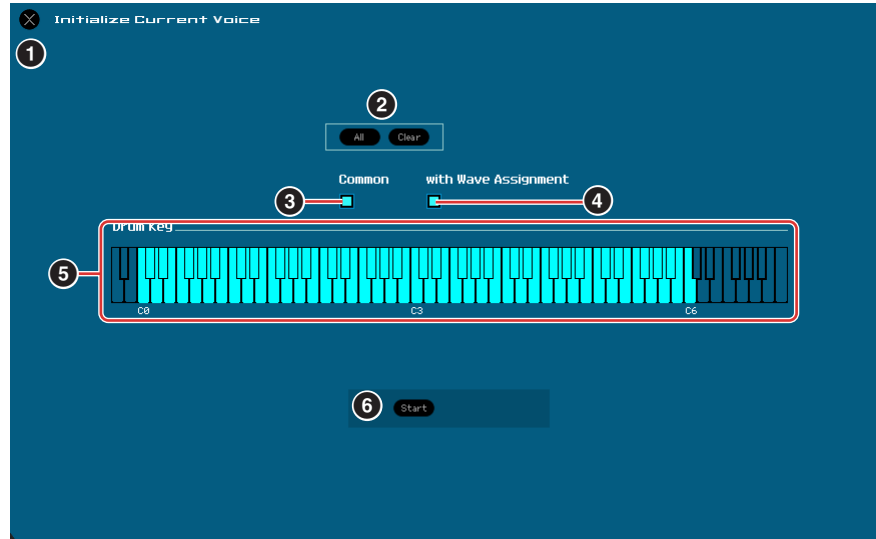 Initialize Current Voice
1
2
All Clear
Common with Wave Assignment
3 4
Drum Key
5
C0 C3 C6
6 Start